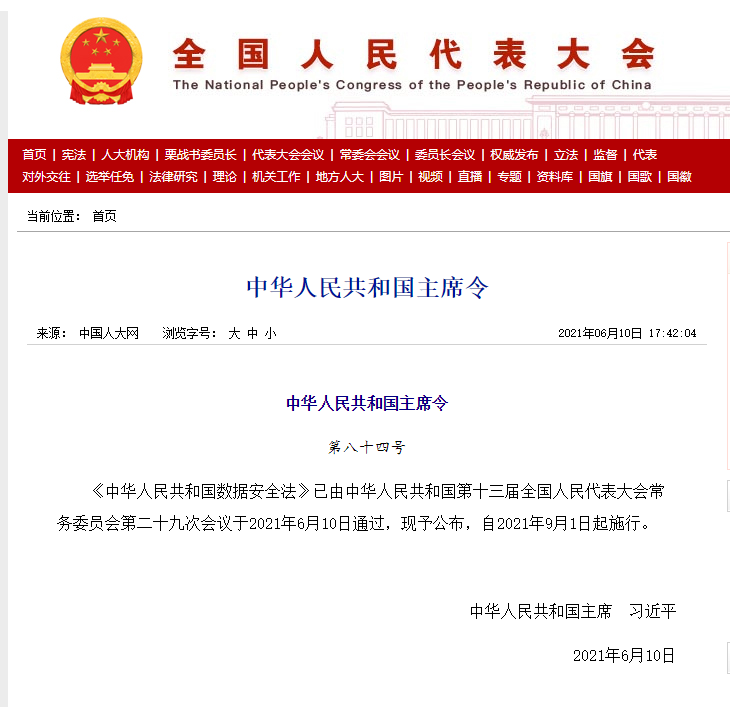 全国人民代表大会
The National People's Congress of the People's Republic of China
首页 | 宪法 | 人大机构 | 栗战书委员长 | 代表大会会议 | 常委会会议 | 委员长会议 | 权威发布 | 立法 | 监督 | 代表
对外交往 | 选举任免 | 法律研究 | 理论 | 机关工作 | 地方人大 | 图片 | 视频 | 直播 | 专题 | 资料库 | 国旗 | 国歌 | 国徽
当前位置： 首页
中华人民共和国主席令
来源： 中国人大网 浏览字号： 大 中 小 2021年06月10日 17:42:04
中华人民共和国主席令
第八十四号
《中华人民共和国数据安全法》已由中华人民共和国第十三届全国人民代表大会常
务委员会第二十九次会议于2021年6月10日通过，现予公布，自2021年9月1日起施行。
中华人民共和国主席 习近平
2021年6月10日